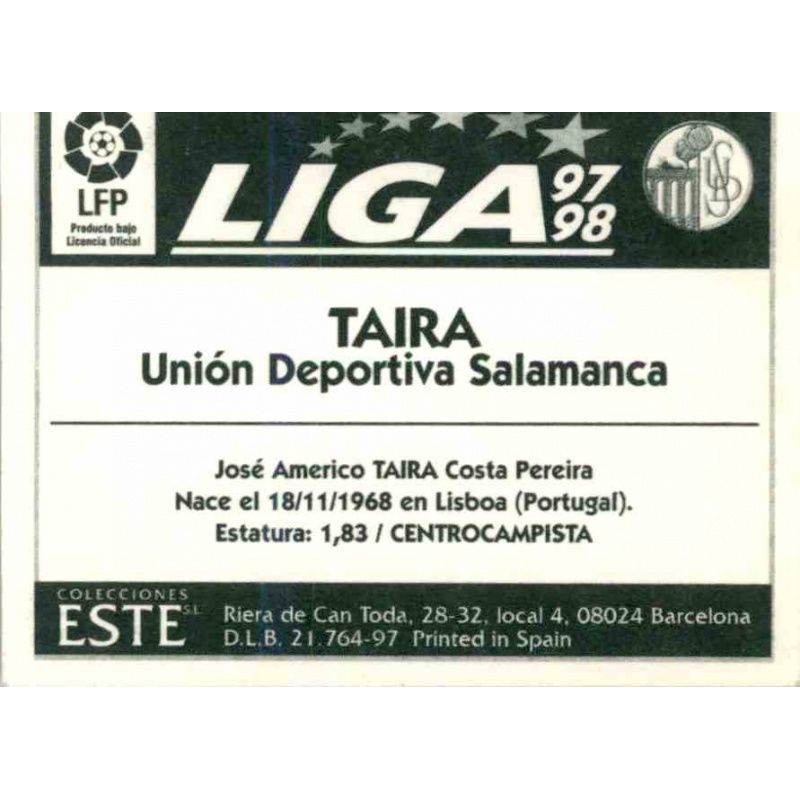 LFP
Producto bajo
Licencia Oficial
LIGA 97
98
UDS
TAIRA
Unión Deportiva Salamanca
José Americo TAIRA Costa Pereira
Nace el 18/11/1968 en Lisboa (Portugal).
Estatura: 1,83 / CENTROCAMPISTA
COLECCIONES
ESTE S.L.
Riera de Can Toda, 28-32, local 4, 08024 Barcelona
D.L.B. 21.764-97 Printed in Spain